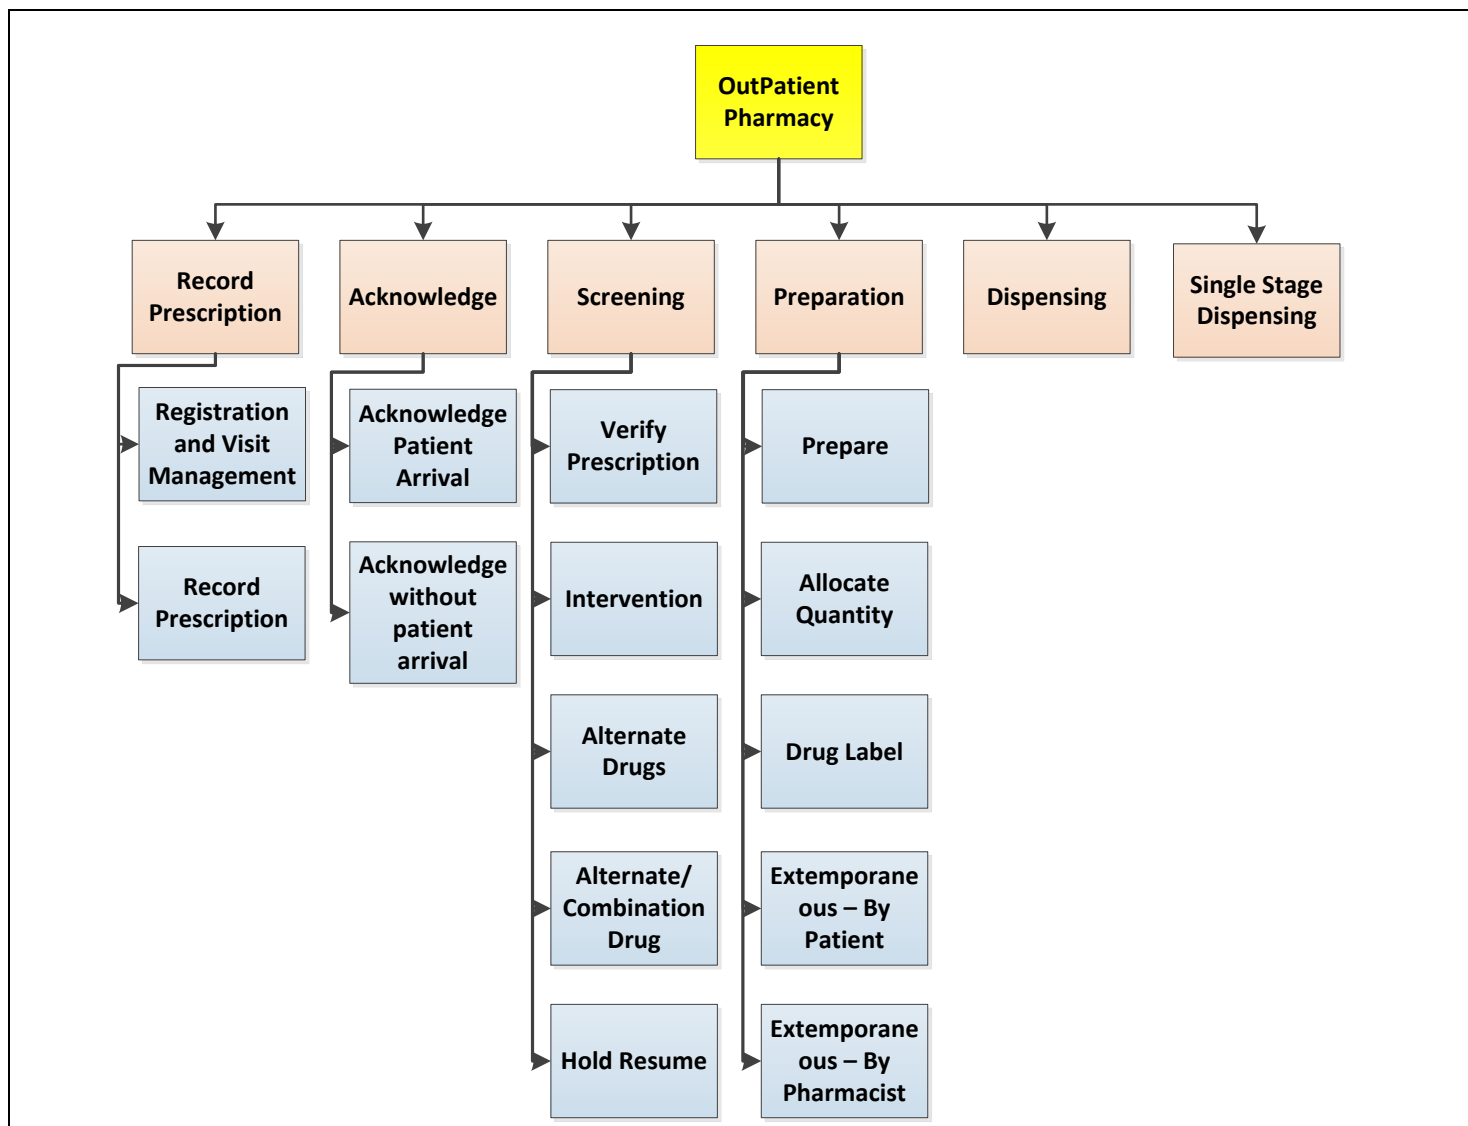 OutPatient
Pharmacy
Record
Prescription
Acknowledge
Screening
Preparation
Dispensing
Single Stage
Dispensing
Registration
and Visit
Management
Record
Prescription
Acknowledge
Patient
Arrival
Acknowledge
without
patient
arrival
Verify
Prescription
Intervention
Alternate
Drugs
Alternate/
Combination
Drug
Hold Resume
Prepare
Allocate
Quantity
Drug Label
Extemporane
ous – By
Patient
Extemporane
ous – By
Pharmacist